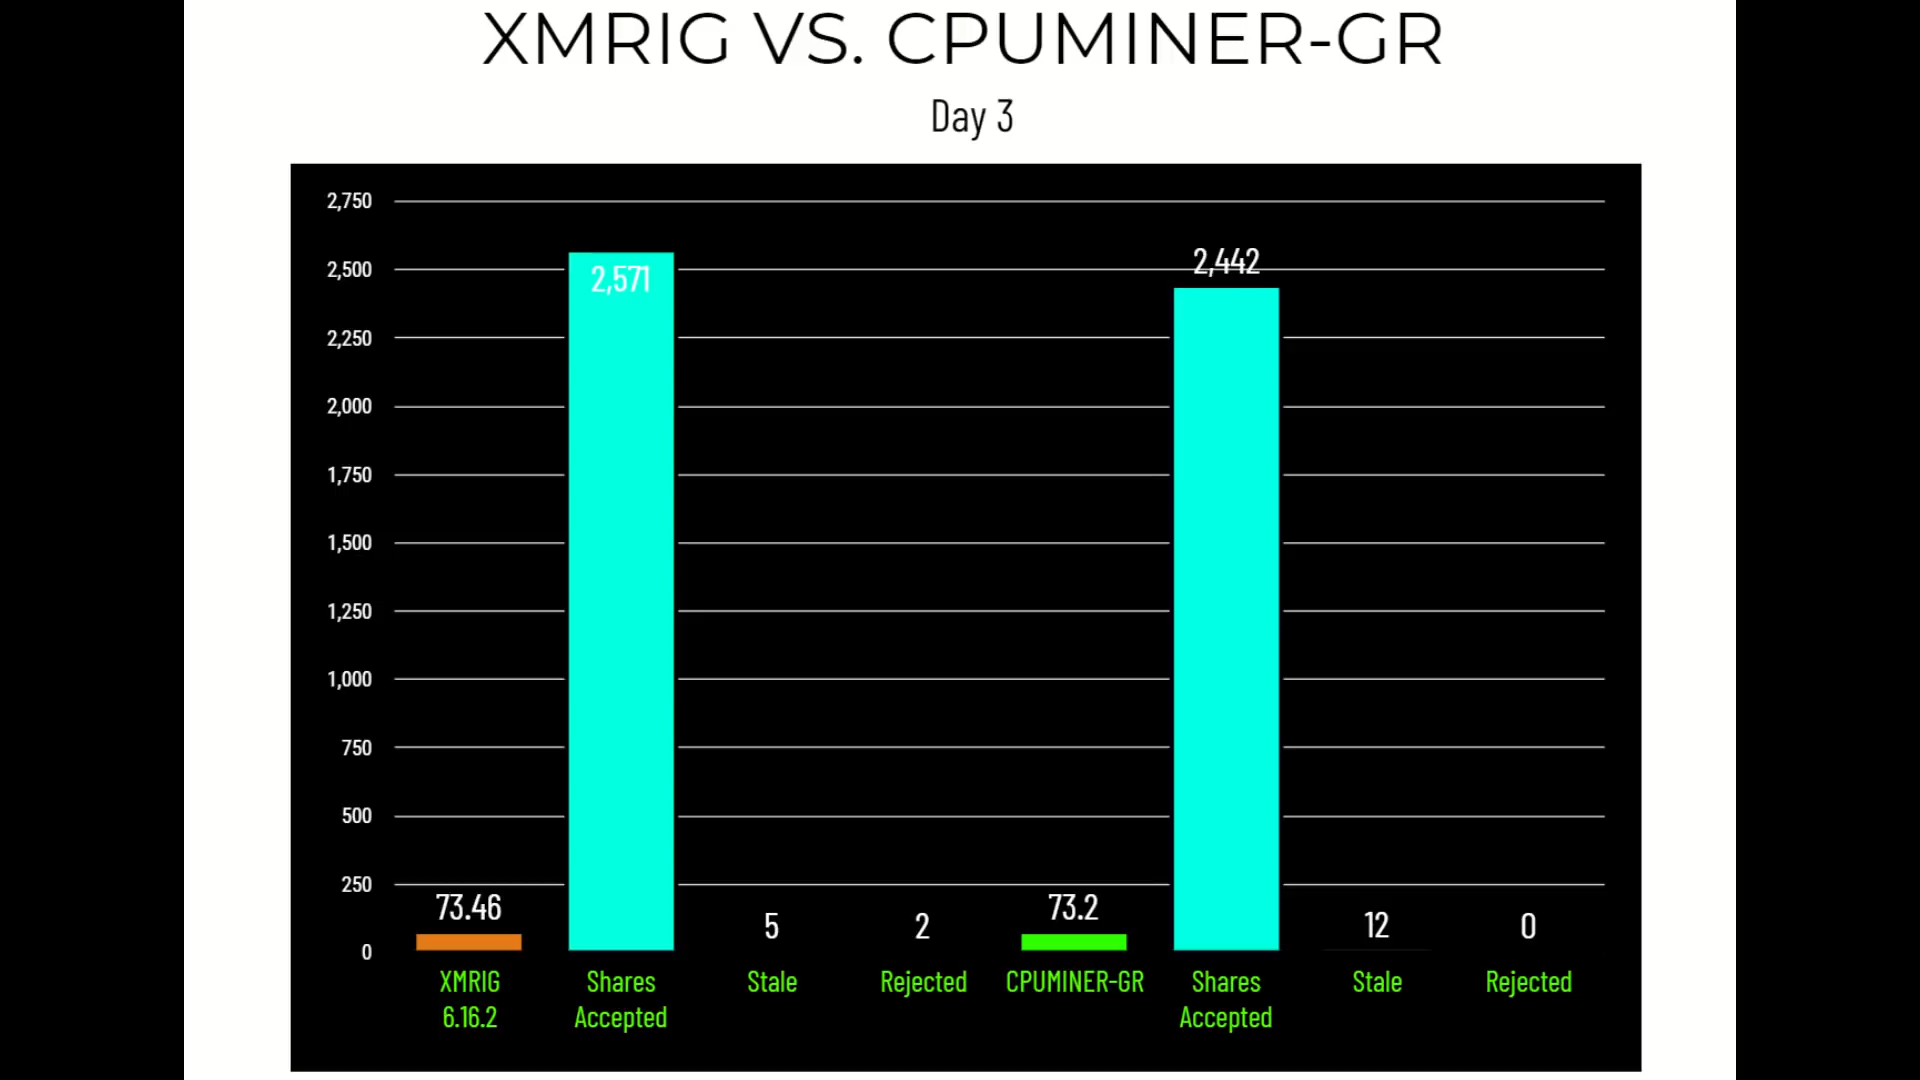 XMRIG VS. CPUMINER-GR
Day 3
2,750
2,500
2,250
2,000
1,750
1,500
1,250
1,000
750
500
250
0
73.46
2,571
5
2
73.2
2,442
12
0
XMRIG
6.16.2
Shares
Accepted
Stale
Rejected
CPUMINER-GR
Shares
Accepted
Stale
Rejected